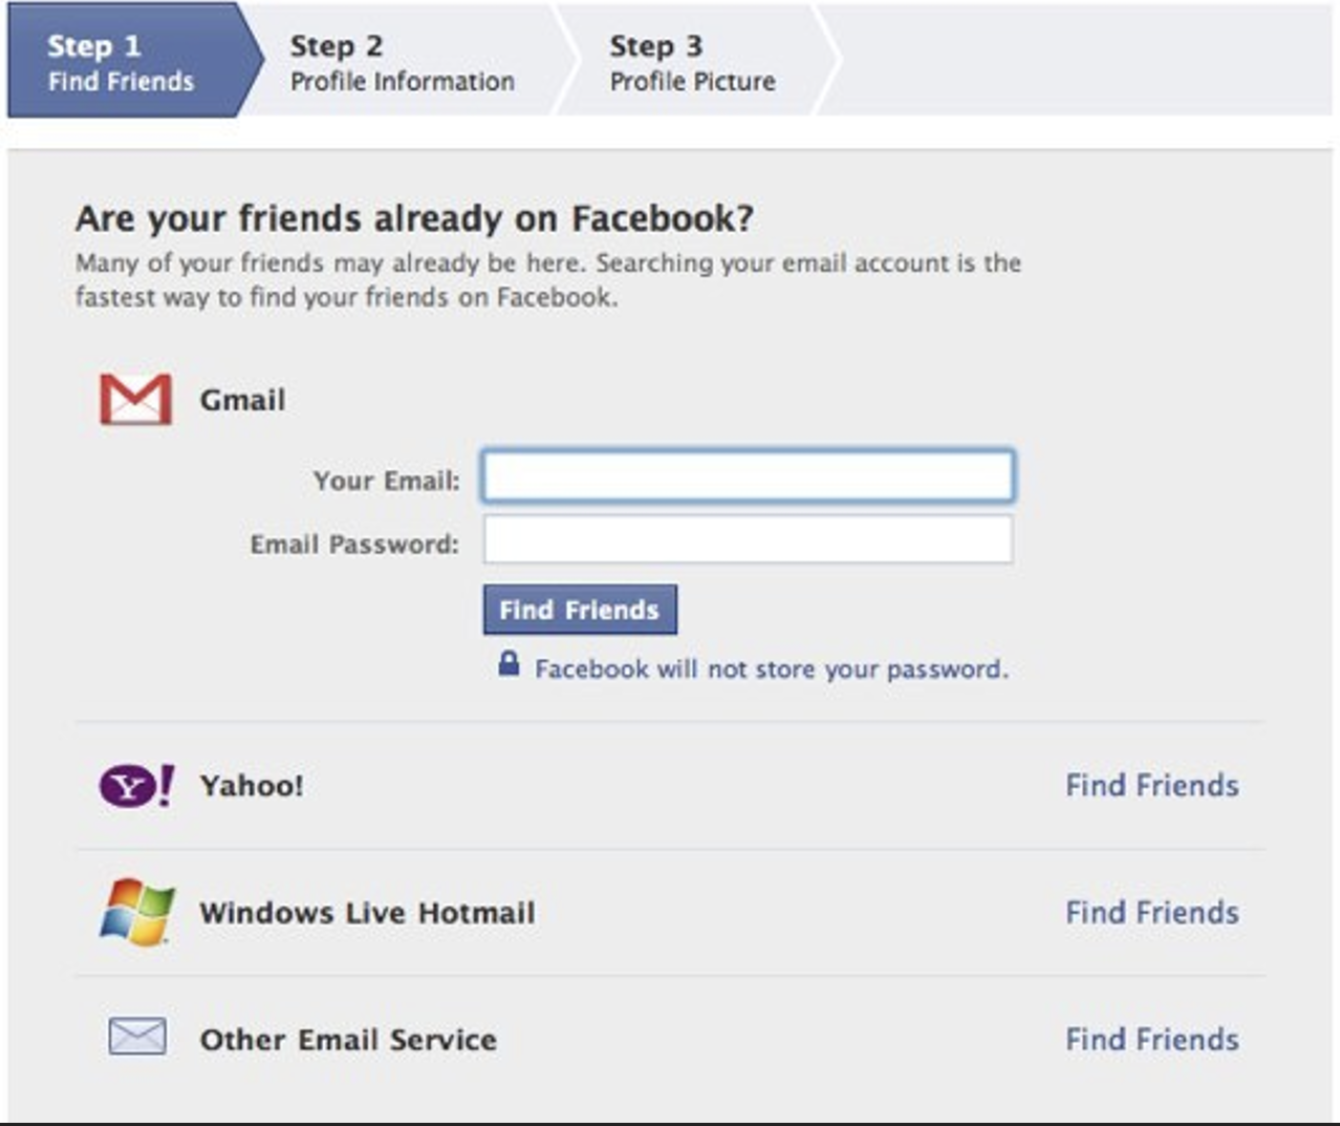 Step 1
Find Friends
Step 2
Profile Information
Step 3
Profile Picture
Are your friends already on Facebook?
Many of your friends may already be here. Searching your email account is the
fastest way to find your friends on Facebook.
Gmail
Your Email:
Email Password:
Find Friends
Facebook will not store your password.
Y! Yahoo! Find Friends
Windows Live Hotmail Find Friends
Other Email Service Find Friends